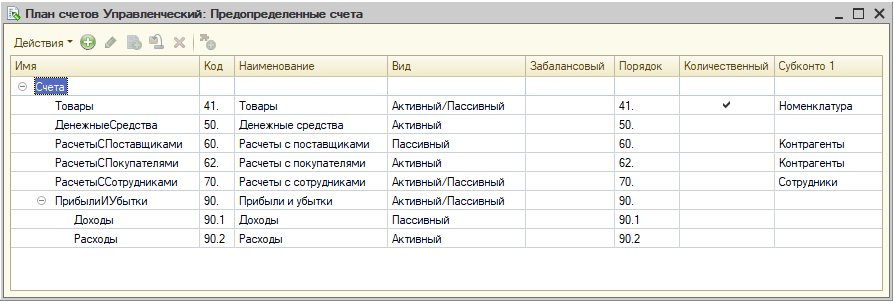 План счетов Управленческий: Предопределенные счета
Действия
Имя Код Наименование Вид Забалансовый Порядок Количественный Субконто 1
Счета
Товары 41. Товары Активный/Пассивный 41. ✔ Номенклатура
ДенежныеСредства 50. Денежные средства Активный 50.
РасчетыСПоставщиками 60. Расчеты с поставщиками Пассивный 60. Контрагенты
РасчетыСПокупателями 62. Расчеты с покупателями Активный 62. Контрагенты
РасчетыССотрудниками 70. Расчеты с сотрудниками Активный/Пассивный 70. Сотрудники
ПрибылиИУбытки 90. Прибыли и убытки Активный/Пассивный 90.
Доходы 90.1 Доходы Пассивный 90.1
Расходы 90.2 Расходы Активный 90.2